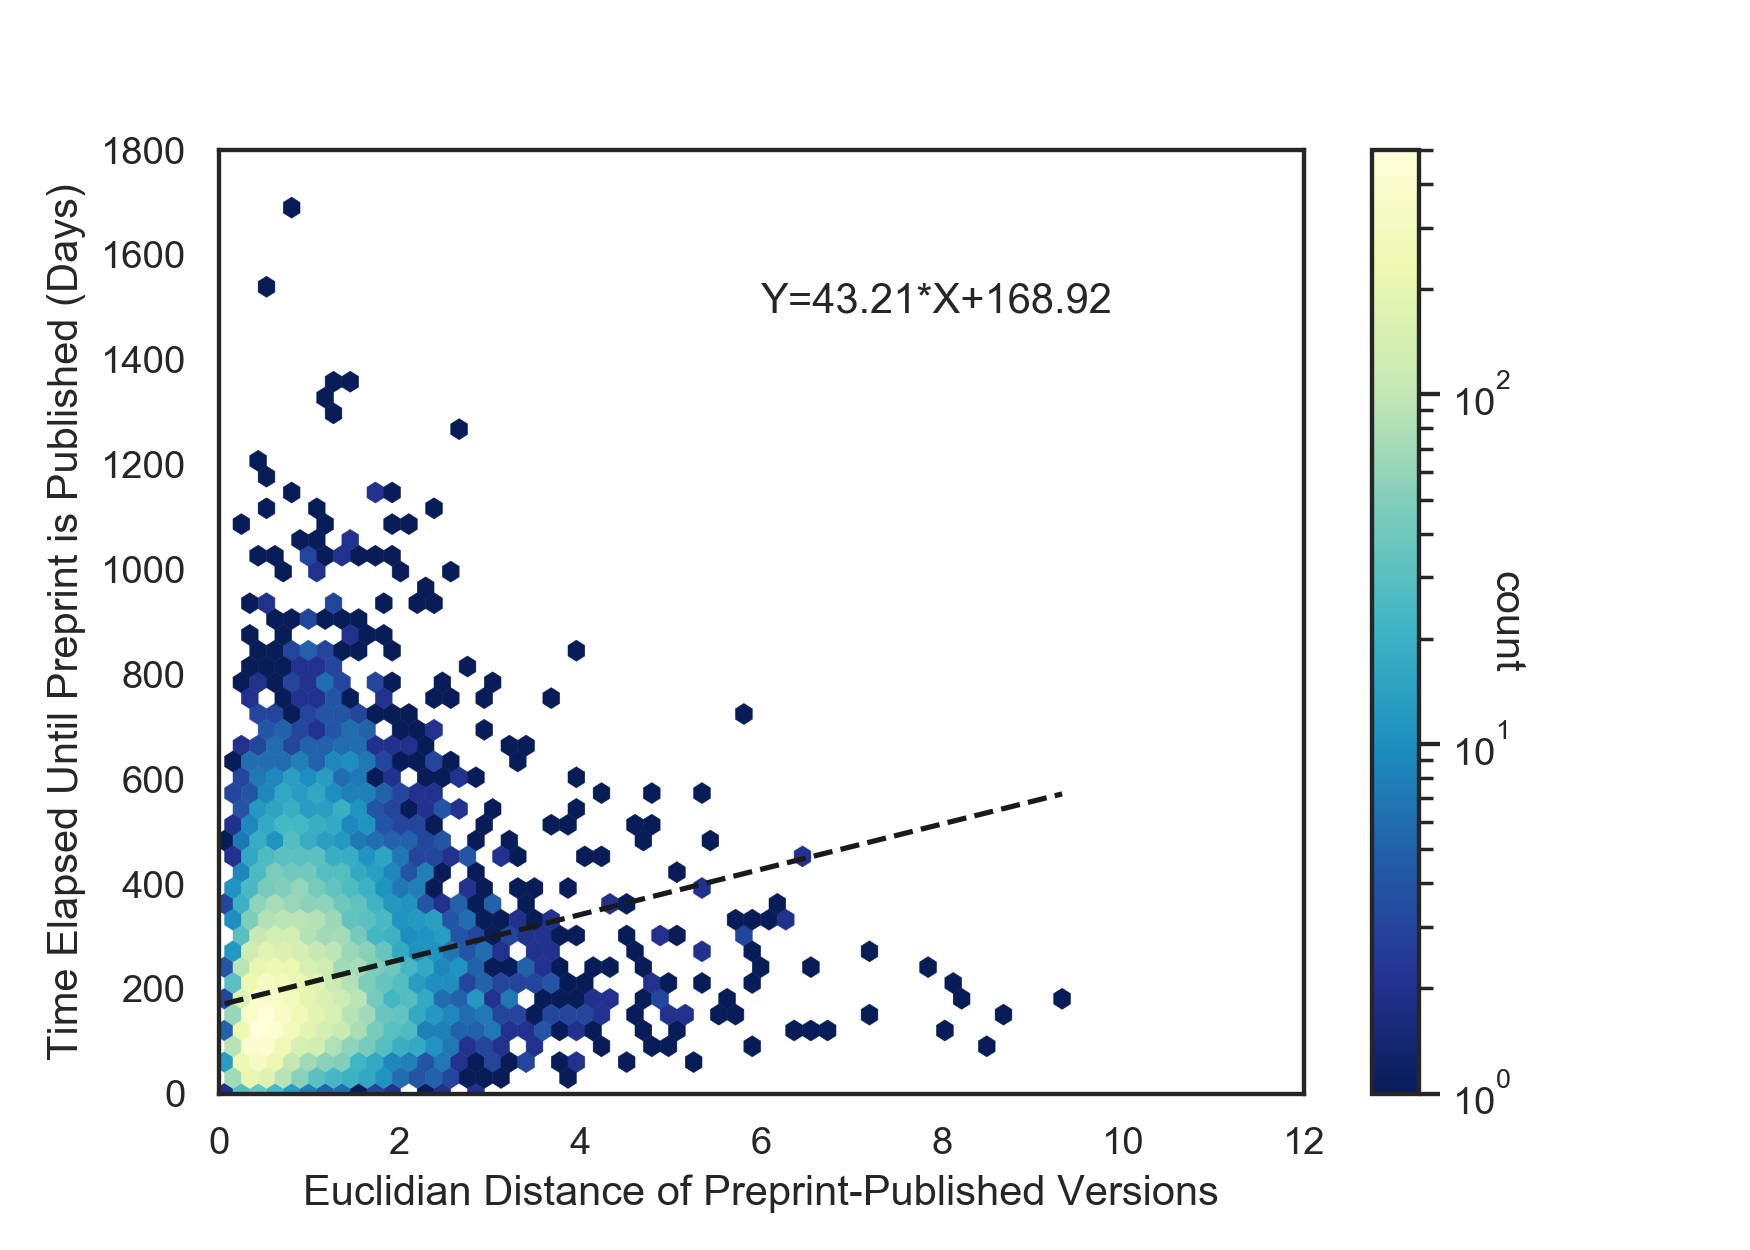 1800
1600
1400
1200
1000
800
600
400
200
0
Time Elapsed Until Preprint is Published (Days)
Y=43.21*X+168.92
0 2 4 6 8 10 12
Euclidian Distance of Preprint-Published Versions
10²
10¹
10⁰
count